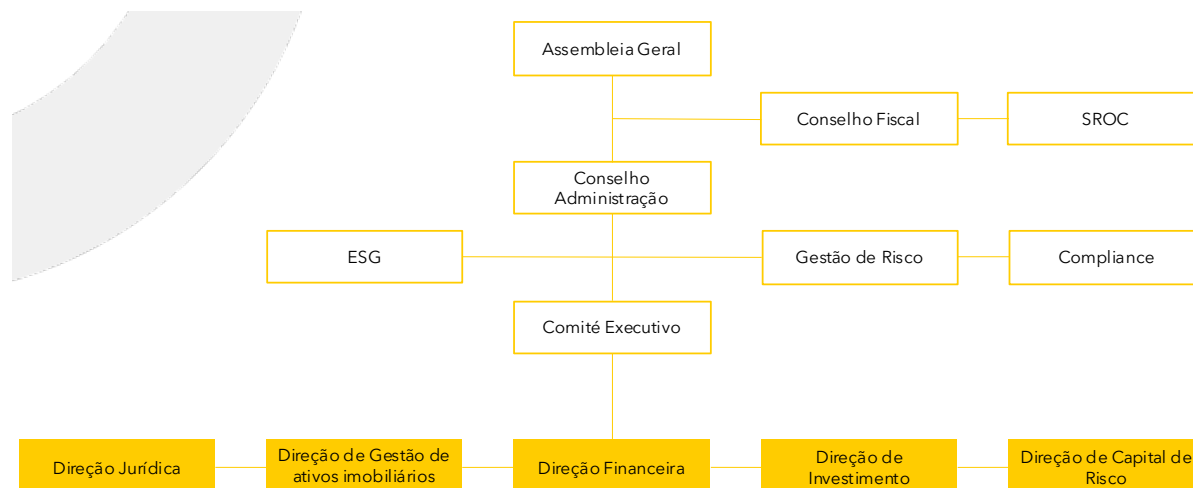 Assembleia Geral
Conselho Fiscal
SROC
Conselho
Administração
ESG
Gestão de Risco
Compliance
Comité Executivo
Direção Jurídica
Direção de Gestão de
ativos imobiliários
Direção Financeira
Direção de
Investimento
Direção de Capital de
Risco